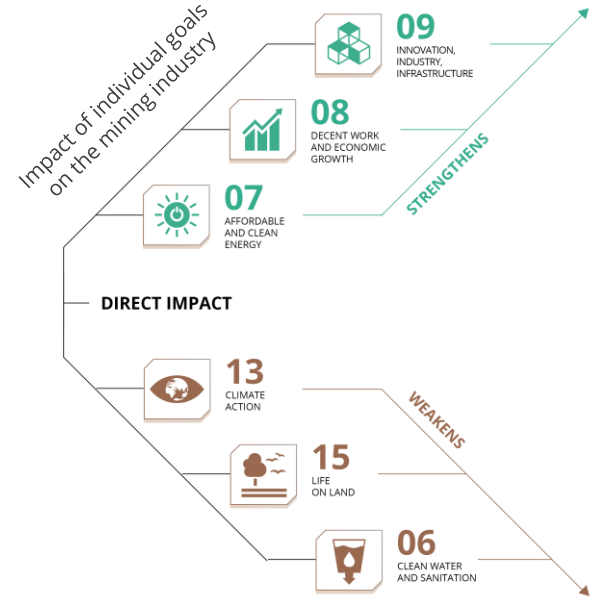 Impact of individual goals
on the mining industry
09
INNOVATION,
INDUSTRY,
INFRASTRUCTURE
08
DECENT WORK
AND ECONOMIC
GROWTH
07
AFFORDABLE
AND CLEAN
ENERGY
STRENGTHENS
DIRECT IMPACT
13
CLIMATE
ACTION
WEAKENS
15
LIFE
ON LAND
06
CLEAN WATER
AND SANITATION